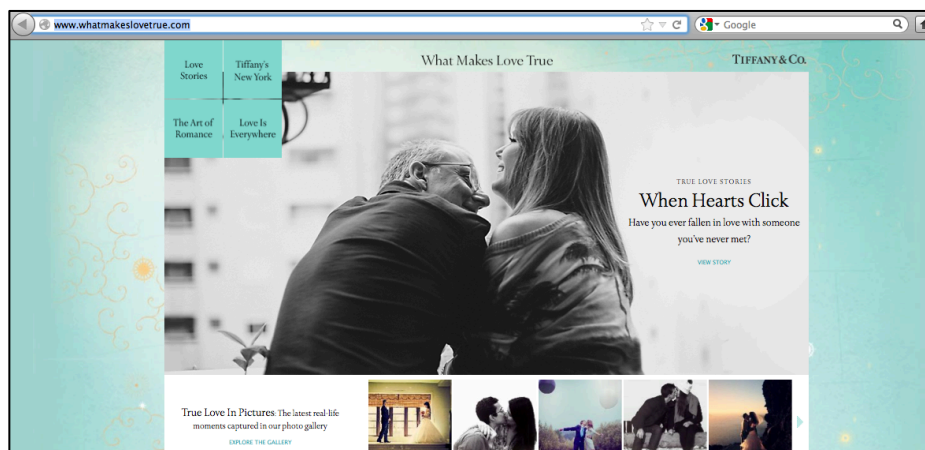 www.whatmakeslovetrue.com
Google
Love
Stories
Tiffany's
New York
The Art of
Romance
Love Is
Everywhere
What Makes Love True
TIFFANY & CO.
TRUE LOVE STORIES
When Hearts Click
Have you ever fallen in love with someone
you've never met?
VIEW STORY
True Love In Pictures: The latest real-life
moments captured in our photo gallery
EXPLORE THE GALLERY